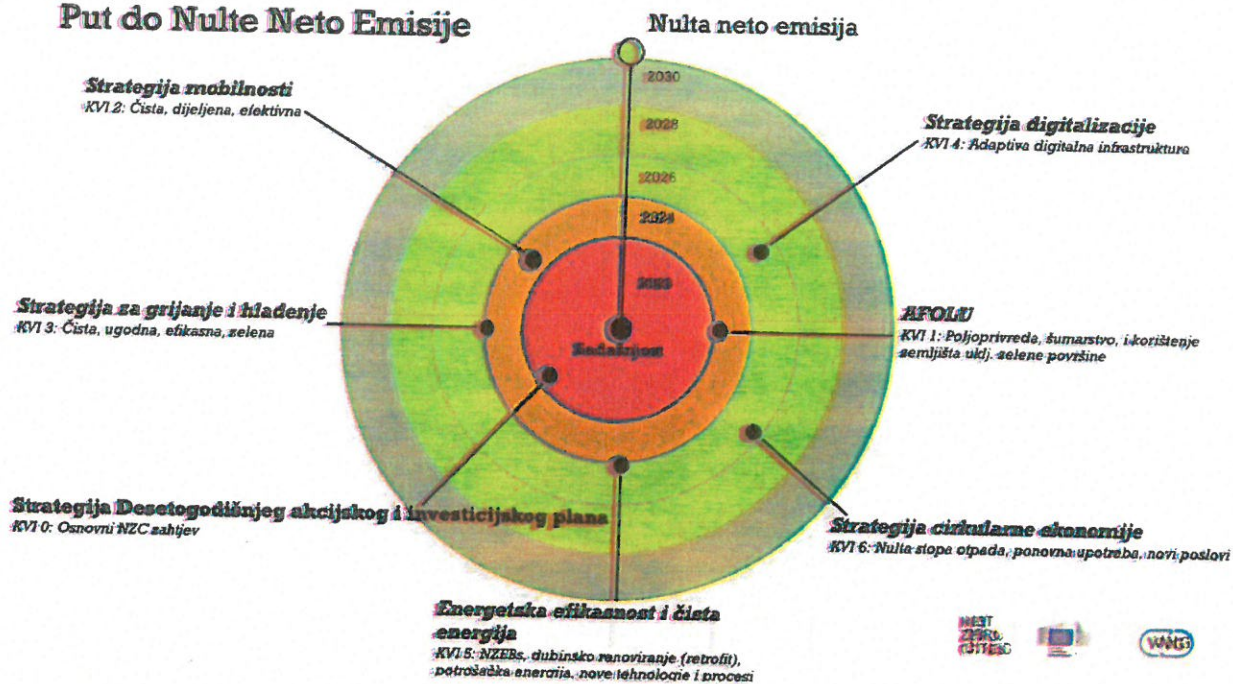 Put do Nulte Neto Emisije
Nulta neto emisija
2030
2028
2026
2024
Sadašnjost
Strategija mobilnosti
KVI 2: Čista, dijeljena, efektivna
Strategija digitalizacije
KVI 4: Adaptiva digitalna infrastruktura
Strategija za grijanje i hlađenje
KVI 3: Čista, ugodna, efikasna, zelena
AFOLU
KVI 1: Poljoprivreda, šumarstvo, i korištenje
zemljišta uklj. zelene površine
Strategija Desetogodišnjeg akcijskog i investicijskog plana
KVI 0: Osnovni NZC zahtjev
Strategija cirkularne ekonomije
KVI 6: Nulta stopa otpada, ponovna upotreba, novi poslovi
Energetska efikasnost i čista
energija
KVI 5: NZEBs, dubinsko renoviranje (retrofit),
potrošačka energija, nove tehnologie i procesi